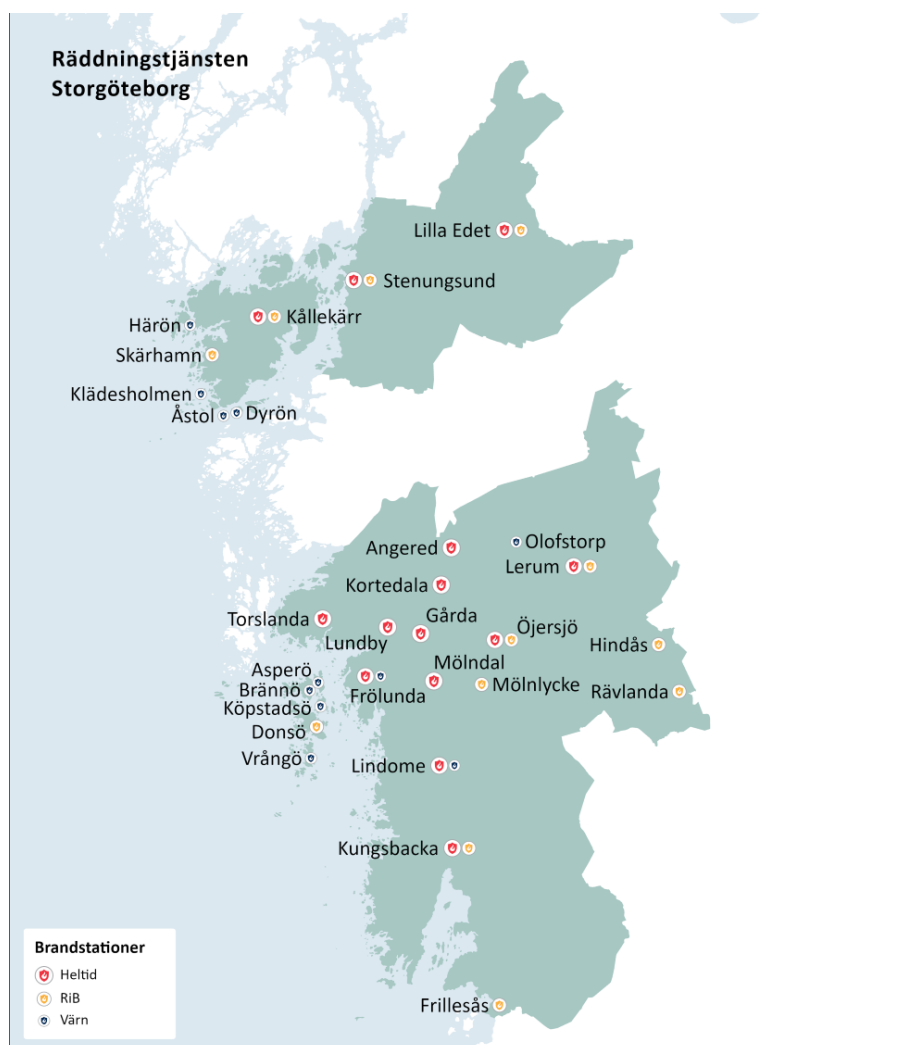 Räddningstjänsten
Storgöteborg
Lilla Edet
Stenungsund
Kållekärr
Härön
Skärhamn
Klädesholmen
Åstol
Dyrön
Olofstorp
Angered
Lerum
Kortedala
Gårda
Torslanda
Öjersjö
Lundby
Hindås
Mölndal
Asperö
Mölnlycke
Brännö
Rävlanda
Frölunda
Köpstadsö
Donsö
Vrångö
Lindome
Kungsbacka
Frillesås
Brandstationer
Heltid
RiB
Värn